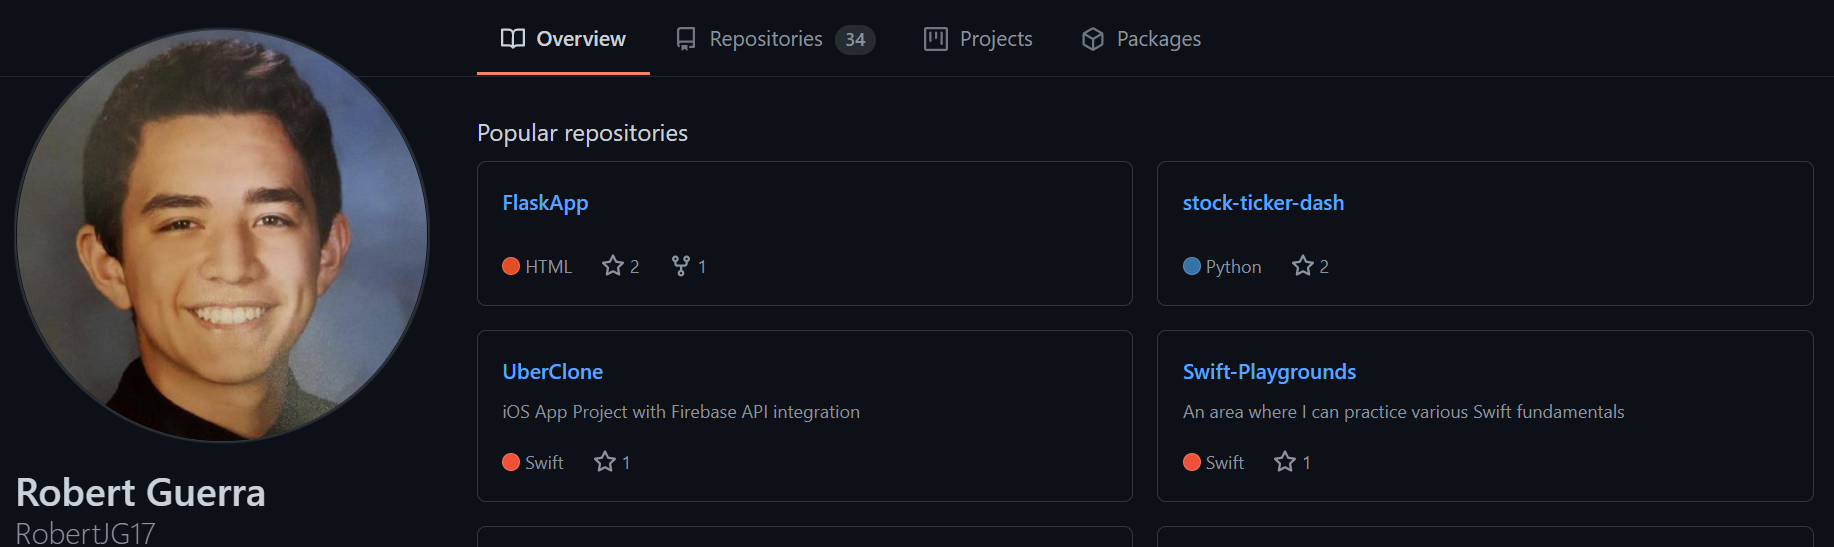 Overview Repositories 34 Projects Packages
Popular repositories
FlaskApp
HTML 2 1
stock-ticker-dash
Python 2
UberClone
iOS App Project with Firebase API integration
Swift 1
Swift-Playgrounds
An area where I can practice various Swift fundamentals
Swift 1
Robert Guerra
RobertJG17